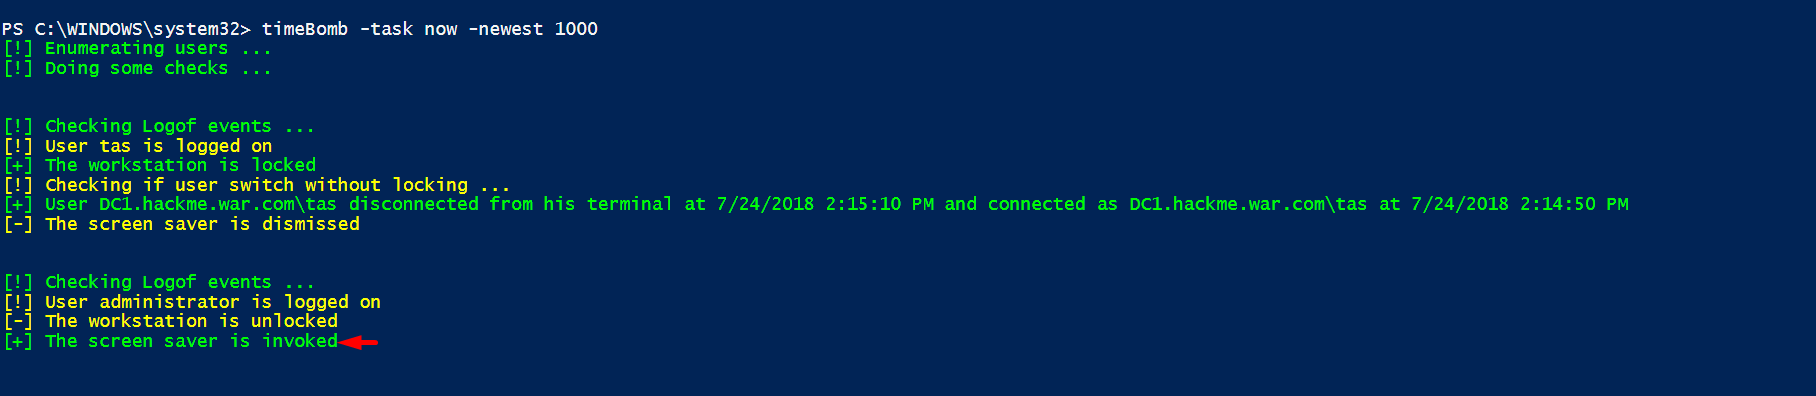 PS C:\WINDOWS\system32> timeBomb -task now -newest 1000
[!] Enumerating users ...
[!] Doing some checks ...
[!] Checking Logof events ...
[!] User tas is logged on
[+] The workstation is locked
[!] Checking if user switch without locking ...
[+] User DC1.hackme.war.com\tas disconnected from his terminal at 7/24/2018 2:15:10 PM and connected as DC1.hackme.war.com\tas at 7/24/2018 2:14:50 PM
[-] The screen saver is dismissed
[!] Checking Logof events ...
[!] User administrator is logged on
[-] The workstation is unlocked
[+] The screen saver is invoked